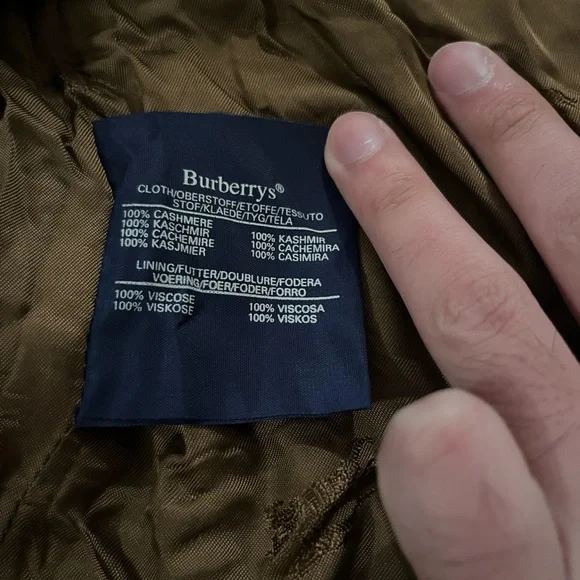 Burberrys®
CLOTH/OBERSTOFF/ETOFFE/TESSUTO
STOF/KLAEDE/TYG/TELA
100% CASHMERE
100% KASCHMIR
100% CACHEMIRE
100% KASJMIER
100% KASHMIR
100% CACHEMIRA
100% CASIMIRA
LINING/FUTTER/DOUBLURE/FODERA
VOERING/FOER/FODER/FORRO
100% VISCOSE
100% VISKOSE
100% VISCOSA
100% VISKOS